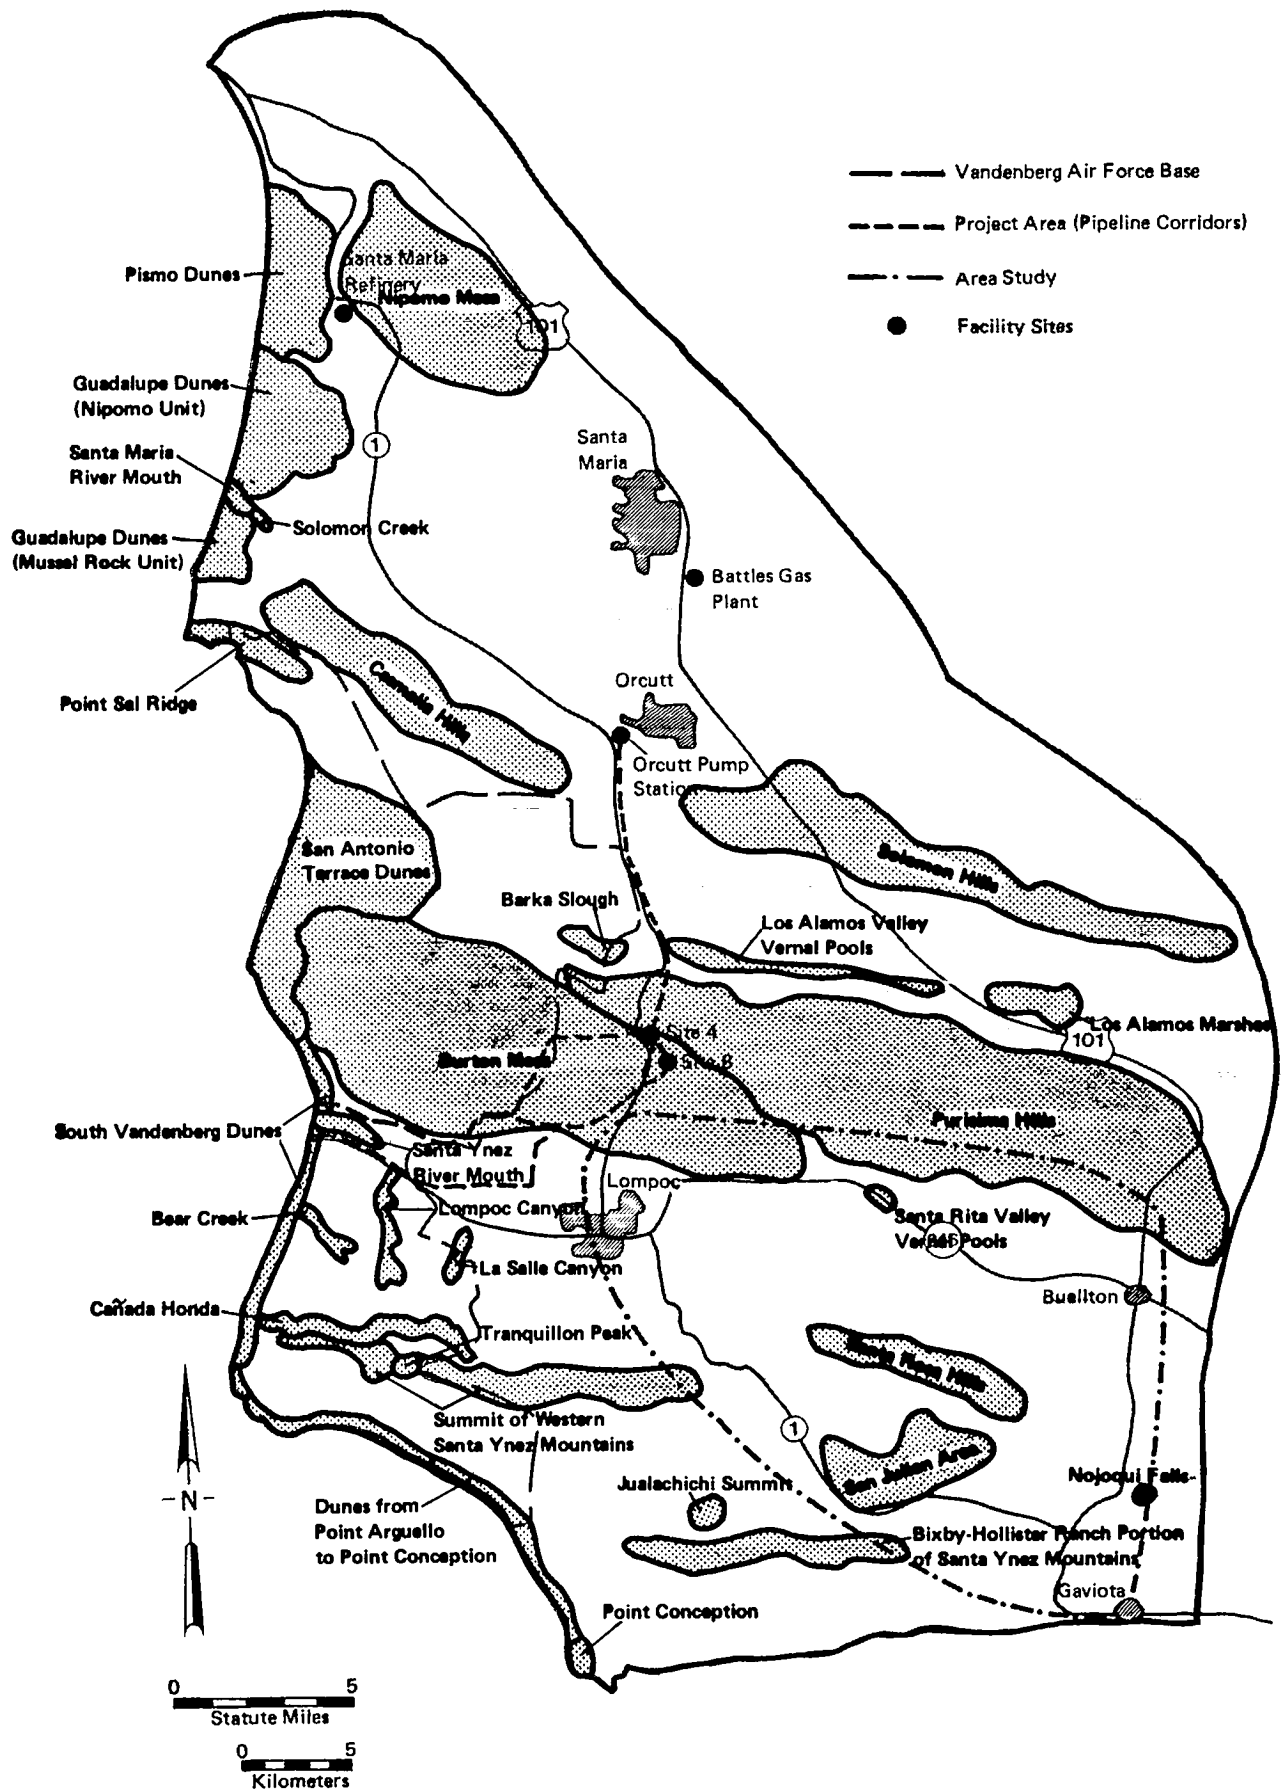 Vandenberg Air Force Base
Project Area (Pipeline Corridors)
Area Study
Facility Sites
Pismo Dunes
Santa Maria
Refinery
Nipomo Mesa
101
Guadalupe Dunes
(Nipomo Unit)
1
Santa Maria
River Mouth
Santa
Maria
Solomon Creek
Guadalupe Dunes
(Mussel Rock Unit)
Battles Gas
Plant
Point Sal Ridge
Casmalia Hills
Orcutt
Orcutt Pump
Station
San Antonio
Terrace Dunes
Solomon Hills
Barka Slough
Los Alamos Valley
Vernal Pools
Los Alamos Marshes
101
Site 4
Burton Mesa
Purisima Hills
South Vandenberg Dunes
Santa Ynez
River Mouth
Lompoc
Lompoc Canyon
Bear Creek
Santa Rita Valley
Vernal Pools
La Salle Canyon
Buellton
Cañada Honda
Tranquillon Peak
Santa Rosa Hills
Summit of Western
Santa Ynez Mountains
1
San Julian Area
Jualachichi Summit
Nojoqui Falls
N
Dunes from
Point Arguello
to Point Conception
Bixby-Hollister Ranch Portion
of Santa Ynez Mountains
Gaviota
Point Conception
0 5
Statute Miles
0 5
Kilometers